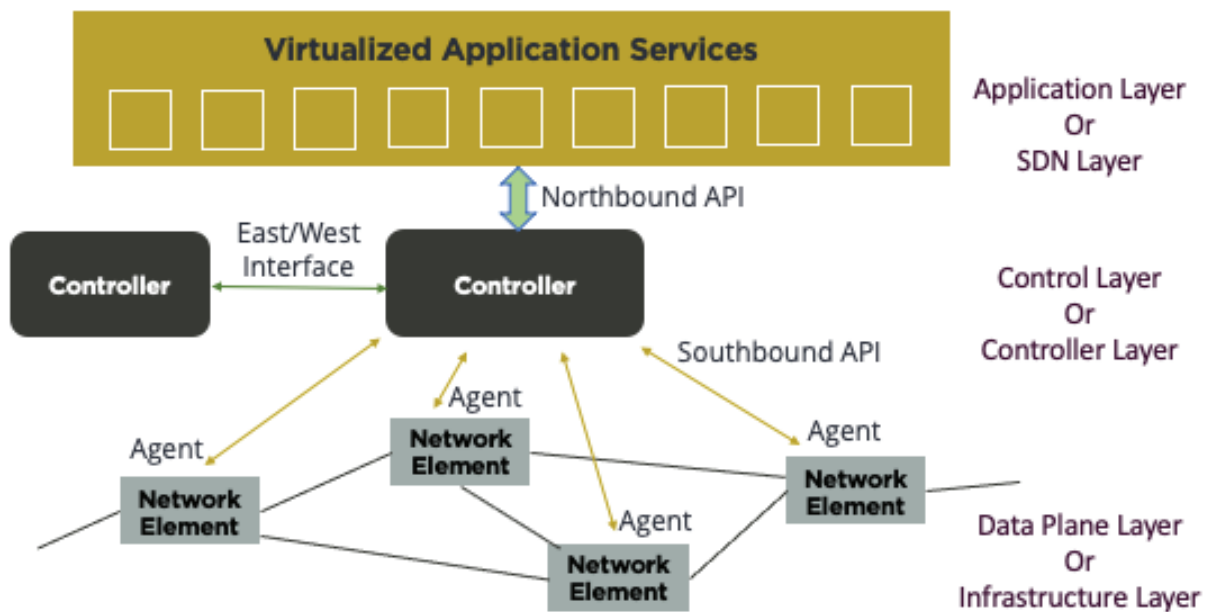 Virtualized Application Services
Application Layer
Or
SDN Layer
Northbound API
East/West
Interface
Controller
Controller
Control Layer
Or
Controller Layer
Southbound API
Agent
Agent
Agent
Agent
Network
Element
Network
Element
Network
Element
Network
Element
Data Plane Layer
Or
Infrastructure Layer